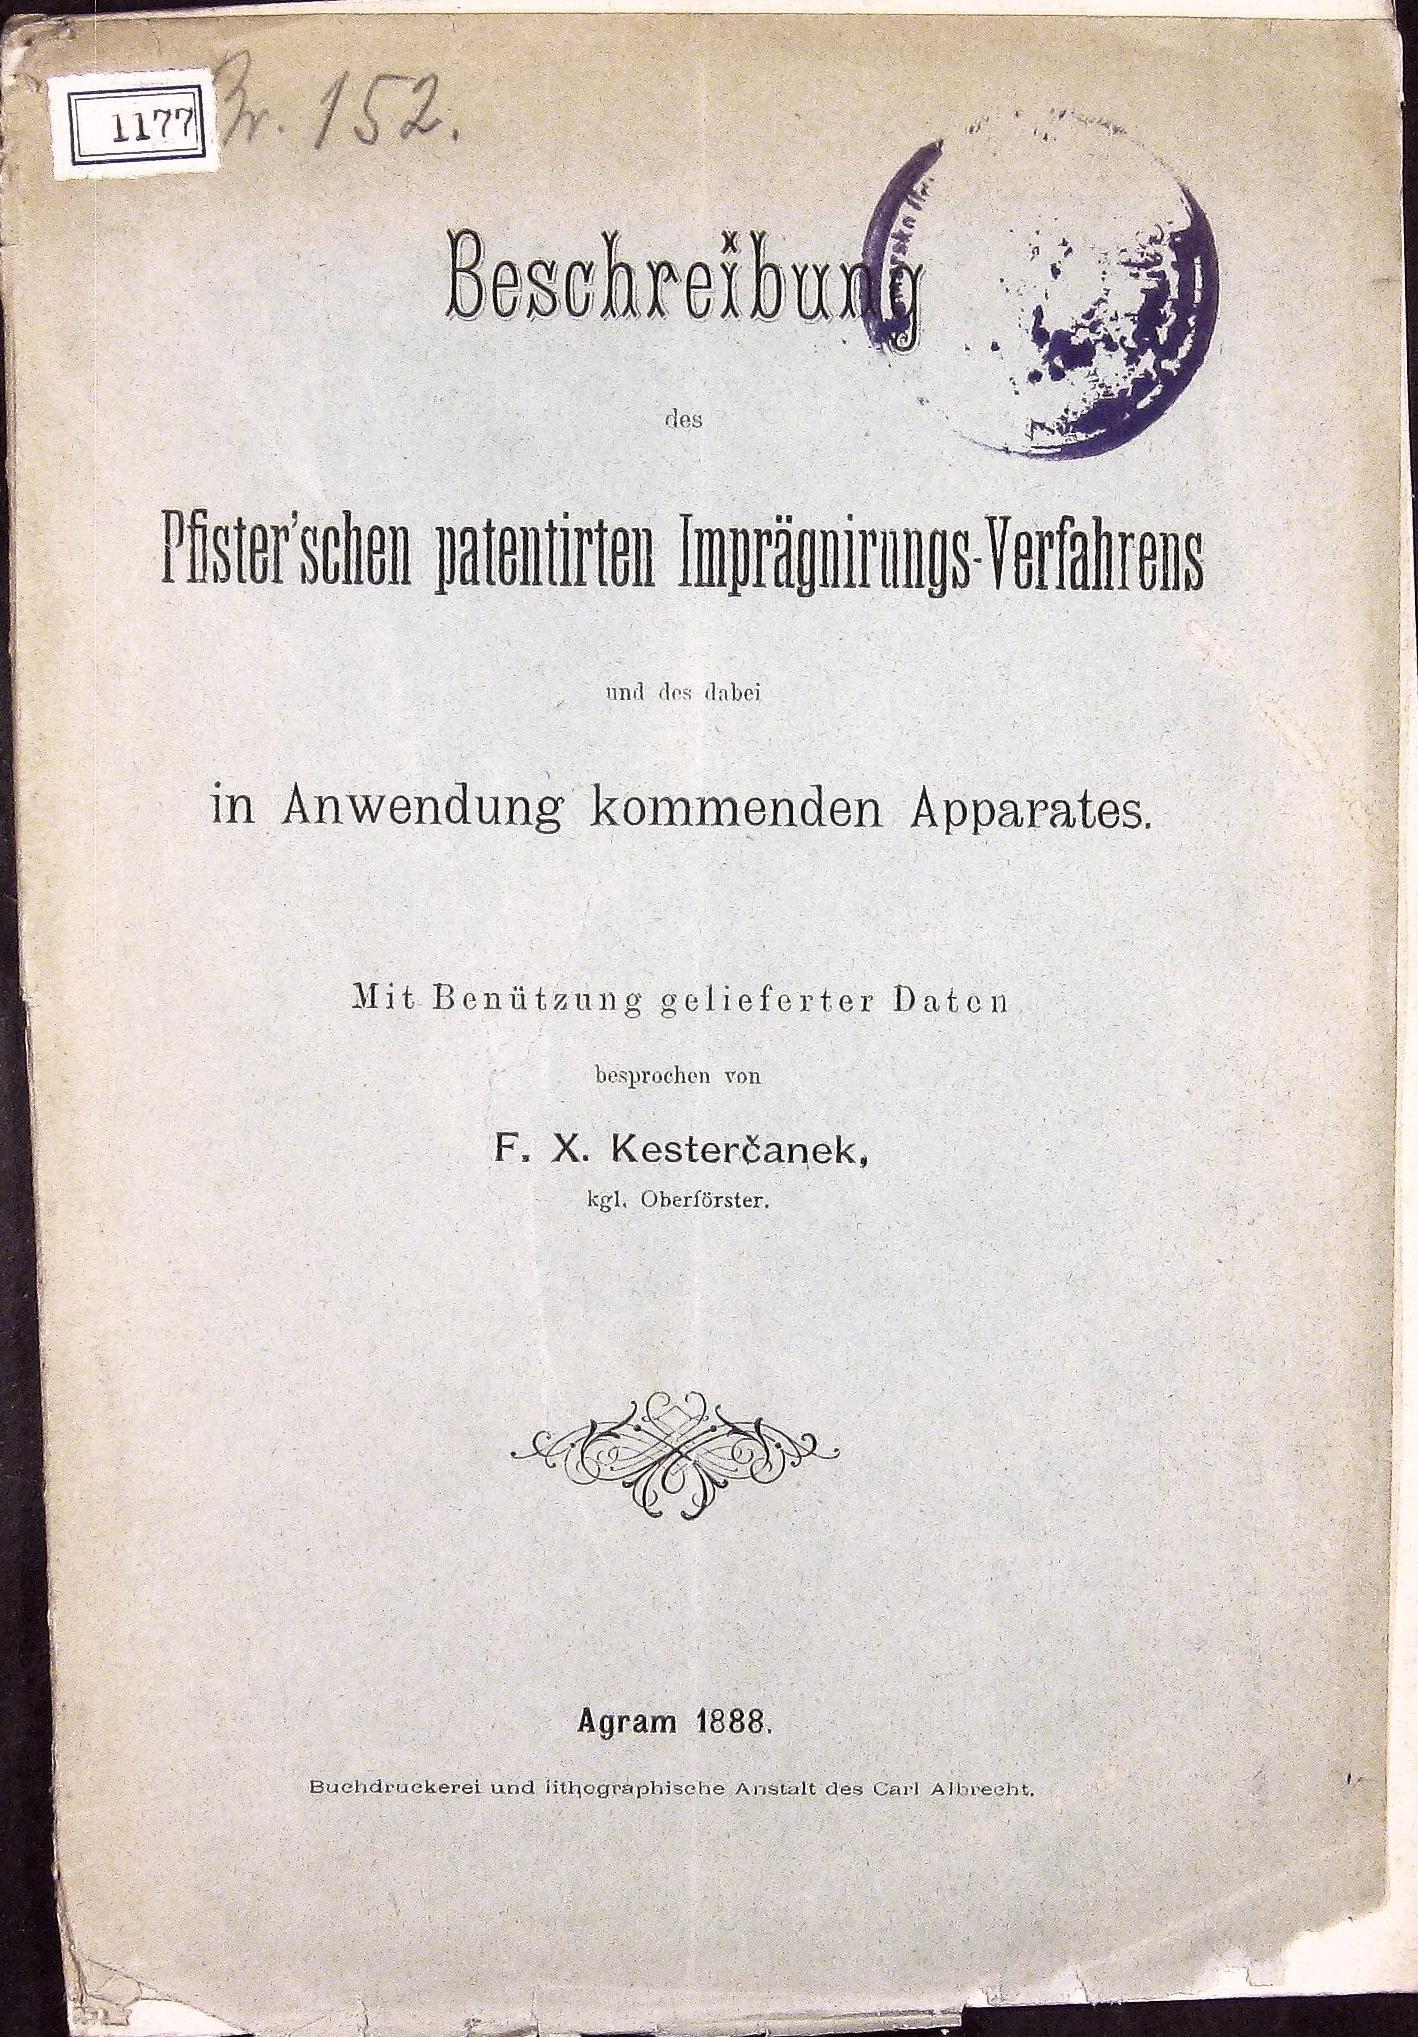 1177
Br. 152.
Beschreibung
des
Pfister'schen patentirten Imprägnirungs-Verfahrens
und des dabei
in Anwendung kommenden Apparates.
Mit Benützung gelieferter Daten
besprochen von
F. X. Kesterčanek,
kgl. Oberförster.
Agram 1888.
Buchdruckerei und lithographische Anstalt des Carl Albrecht.